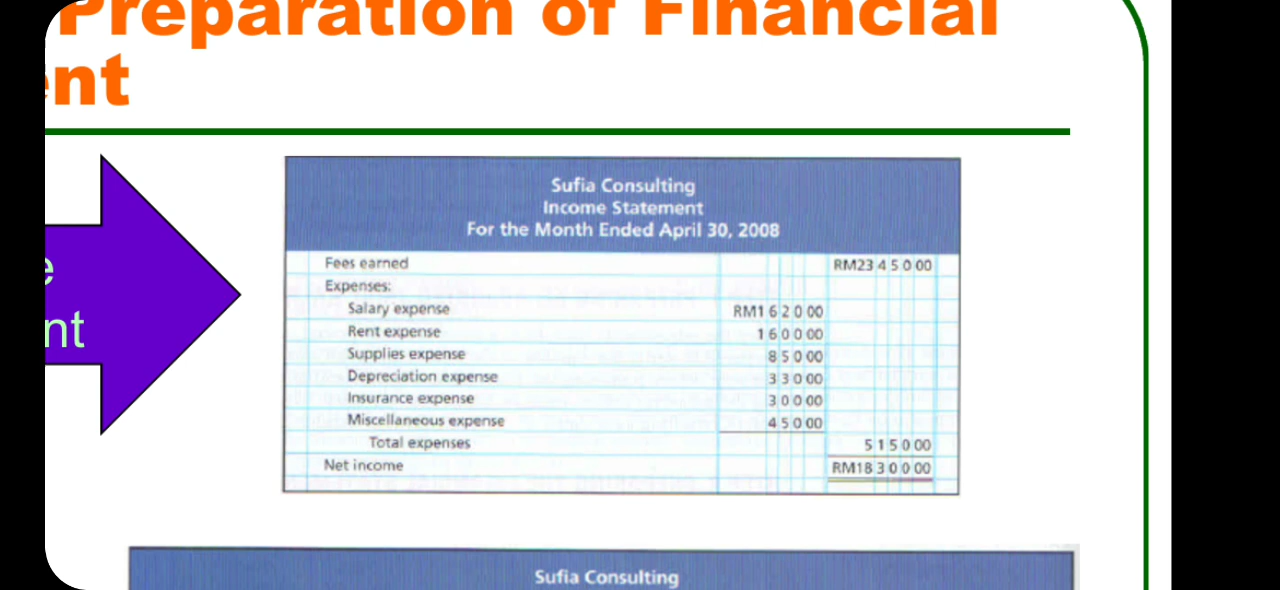 Preparation of Financial
ent
e
nt
Sufia Consulting
Income Statement
For the Month Ended April 30, 2008
Fees earned RM23 4 5 0 00
Expenses:
Salary expense RM1 6 2 0 00
Rent expense 1 6 0 0 00
Supplies expense 8 5 0 00
Depreciation expense 3 3 0 00
Insurance expense 3 0 0 00
Miscellaneous expense 4 5 0 00
Total expenses 5 1 5 0 00
Net income RM18 3 0 0 00
Sufia Consulting